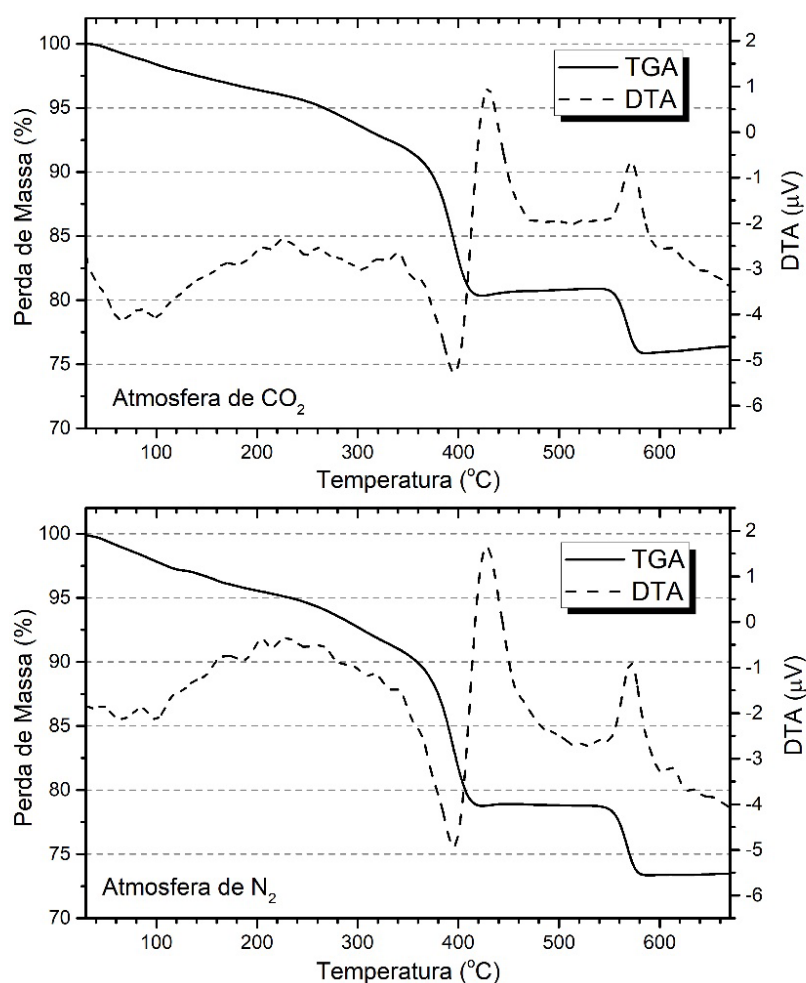 TGA
DTA
100
95
90
85
80
75
70
Perda de Massa (%)
2
1
0
-1
-2
-3
-4
-5
-6
DTA (μV)
Atmosfera de CO₂
100 200 300 400 500 600
Temperatura (°C)
TGA
DTA
100
95
90
85
80
75
70
Perda de Massa (%)
2
1
0
-1
-2
-3
-4
-5
-6
DTA (μV)
Atmosfera de N₂
100 200 300 400 500 600
Temperatura (°C)